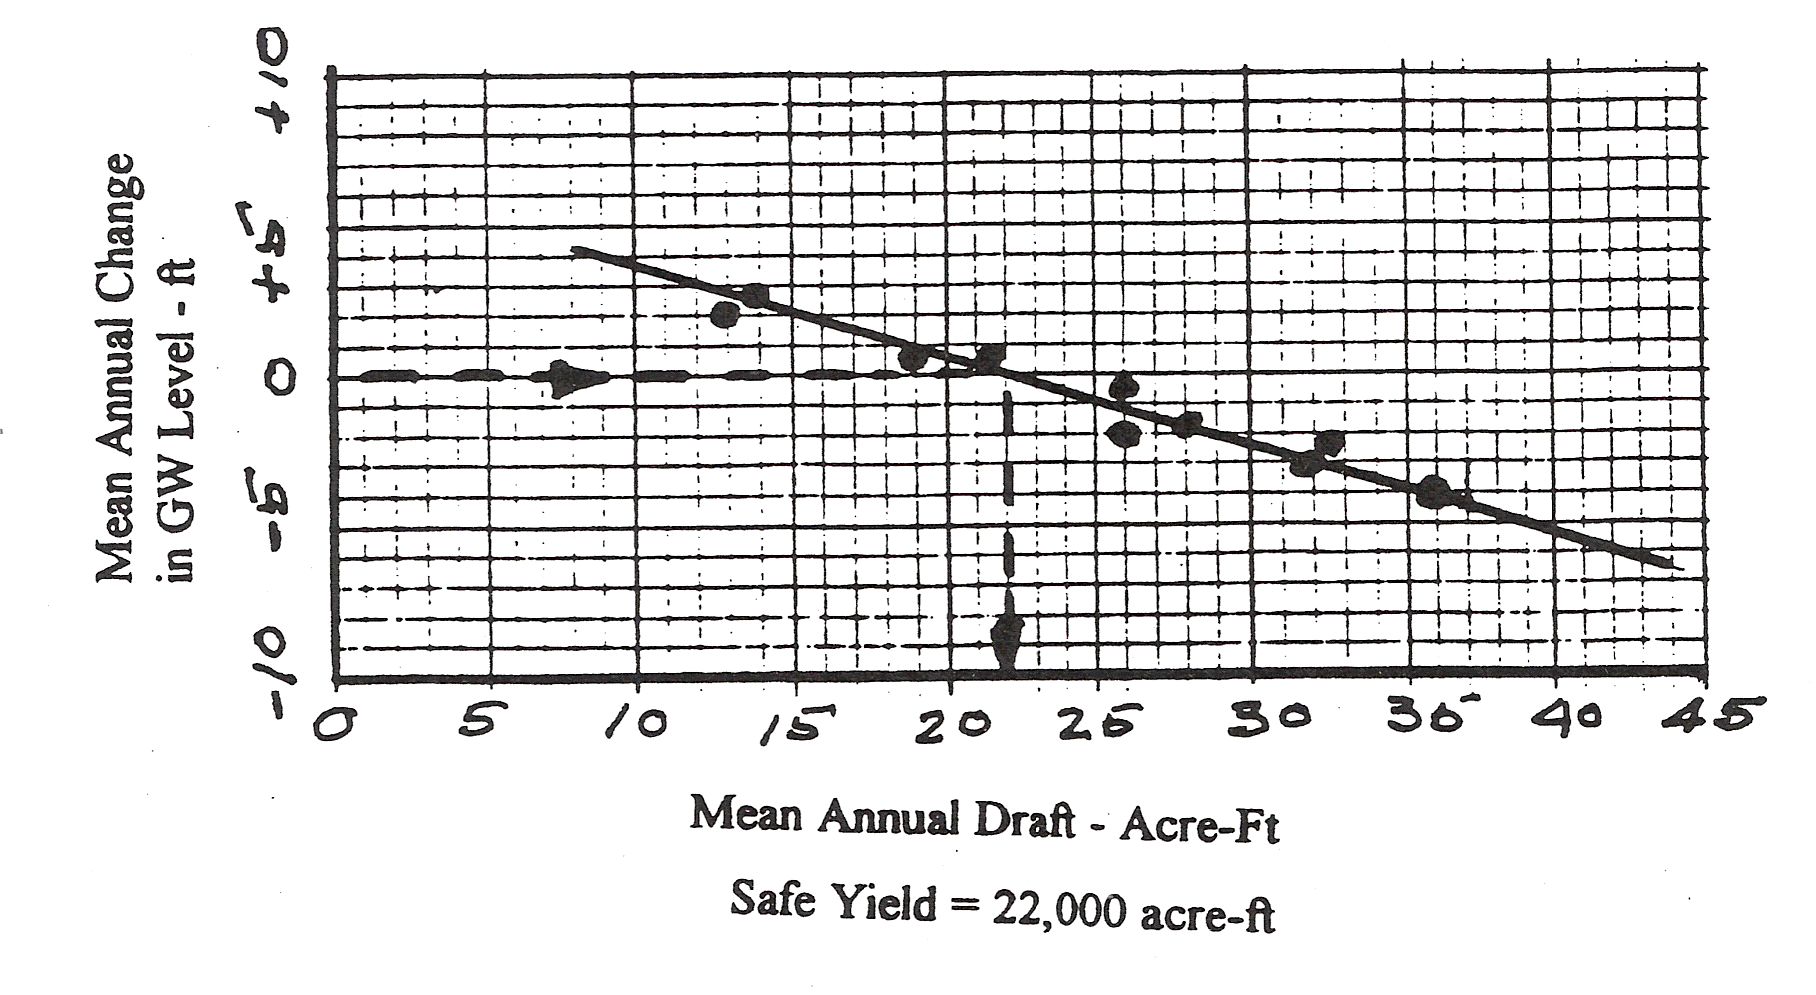 Mean Annual Change
in GW Level - ft
+10
+5
0
-5
-10
0 5 10 15 20 25 30 35 40 45
Mean Annual Draft - Acre-Ft
Safe Yield = 22,000 acre-ft